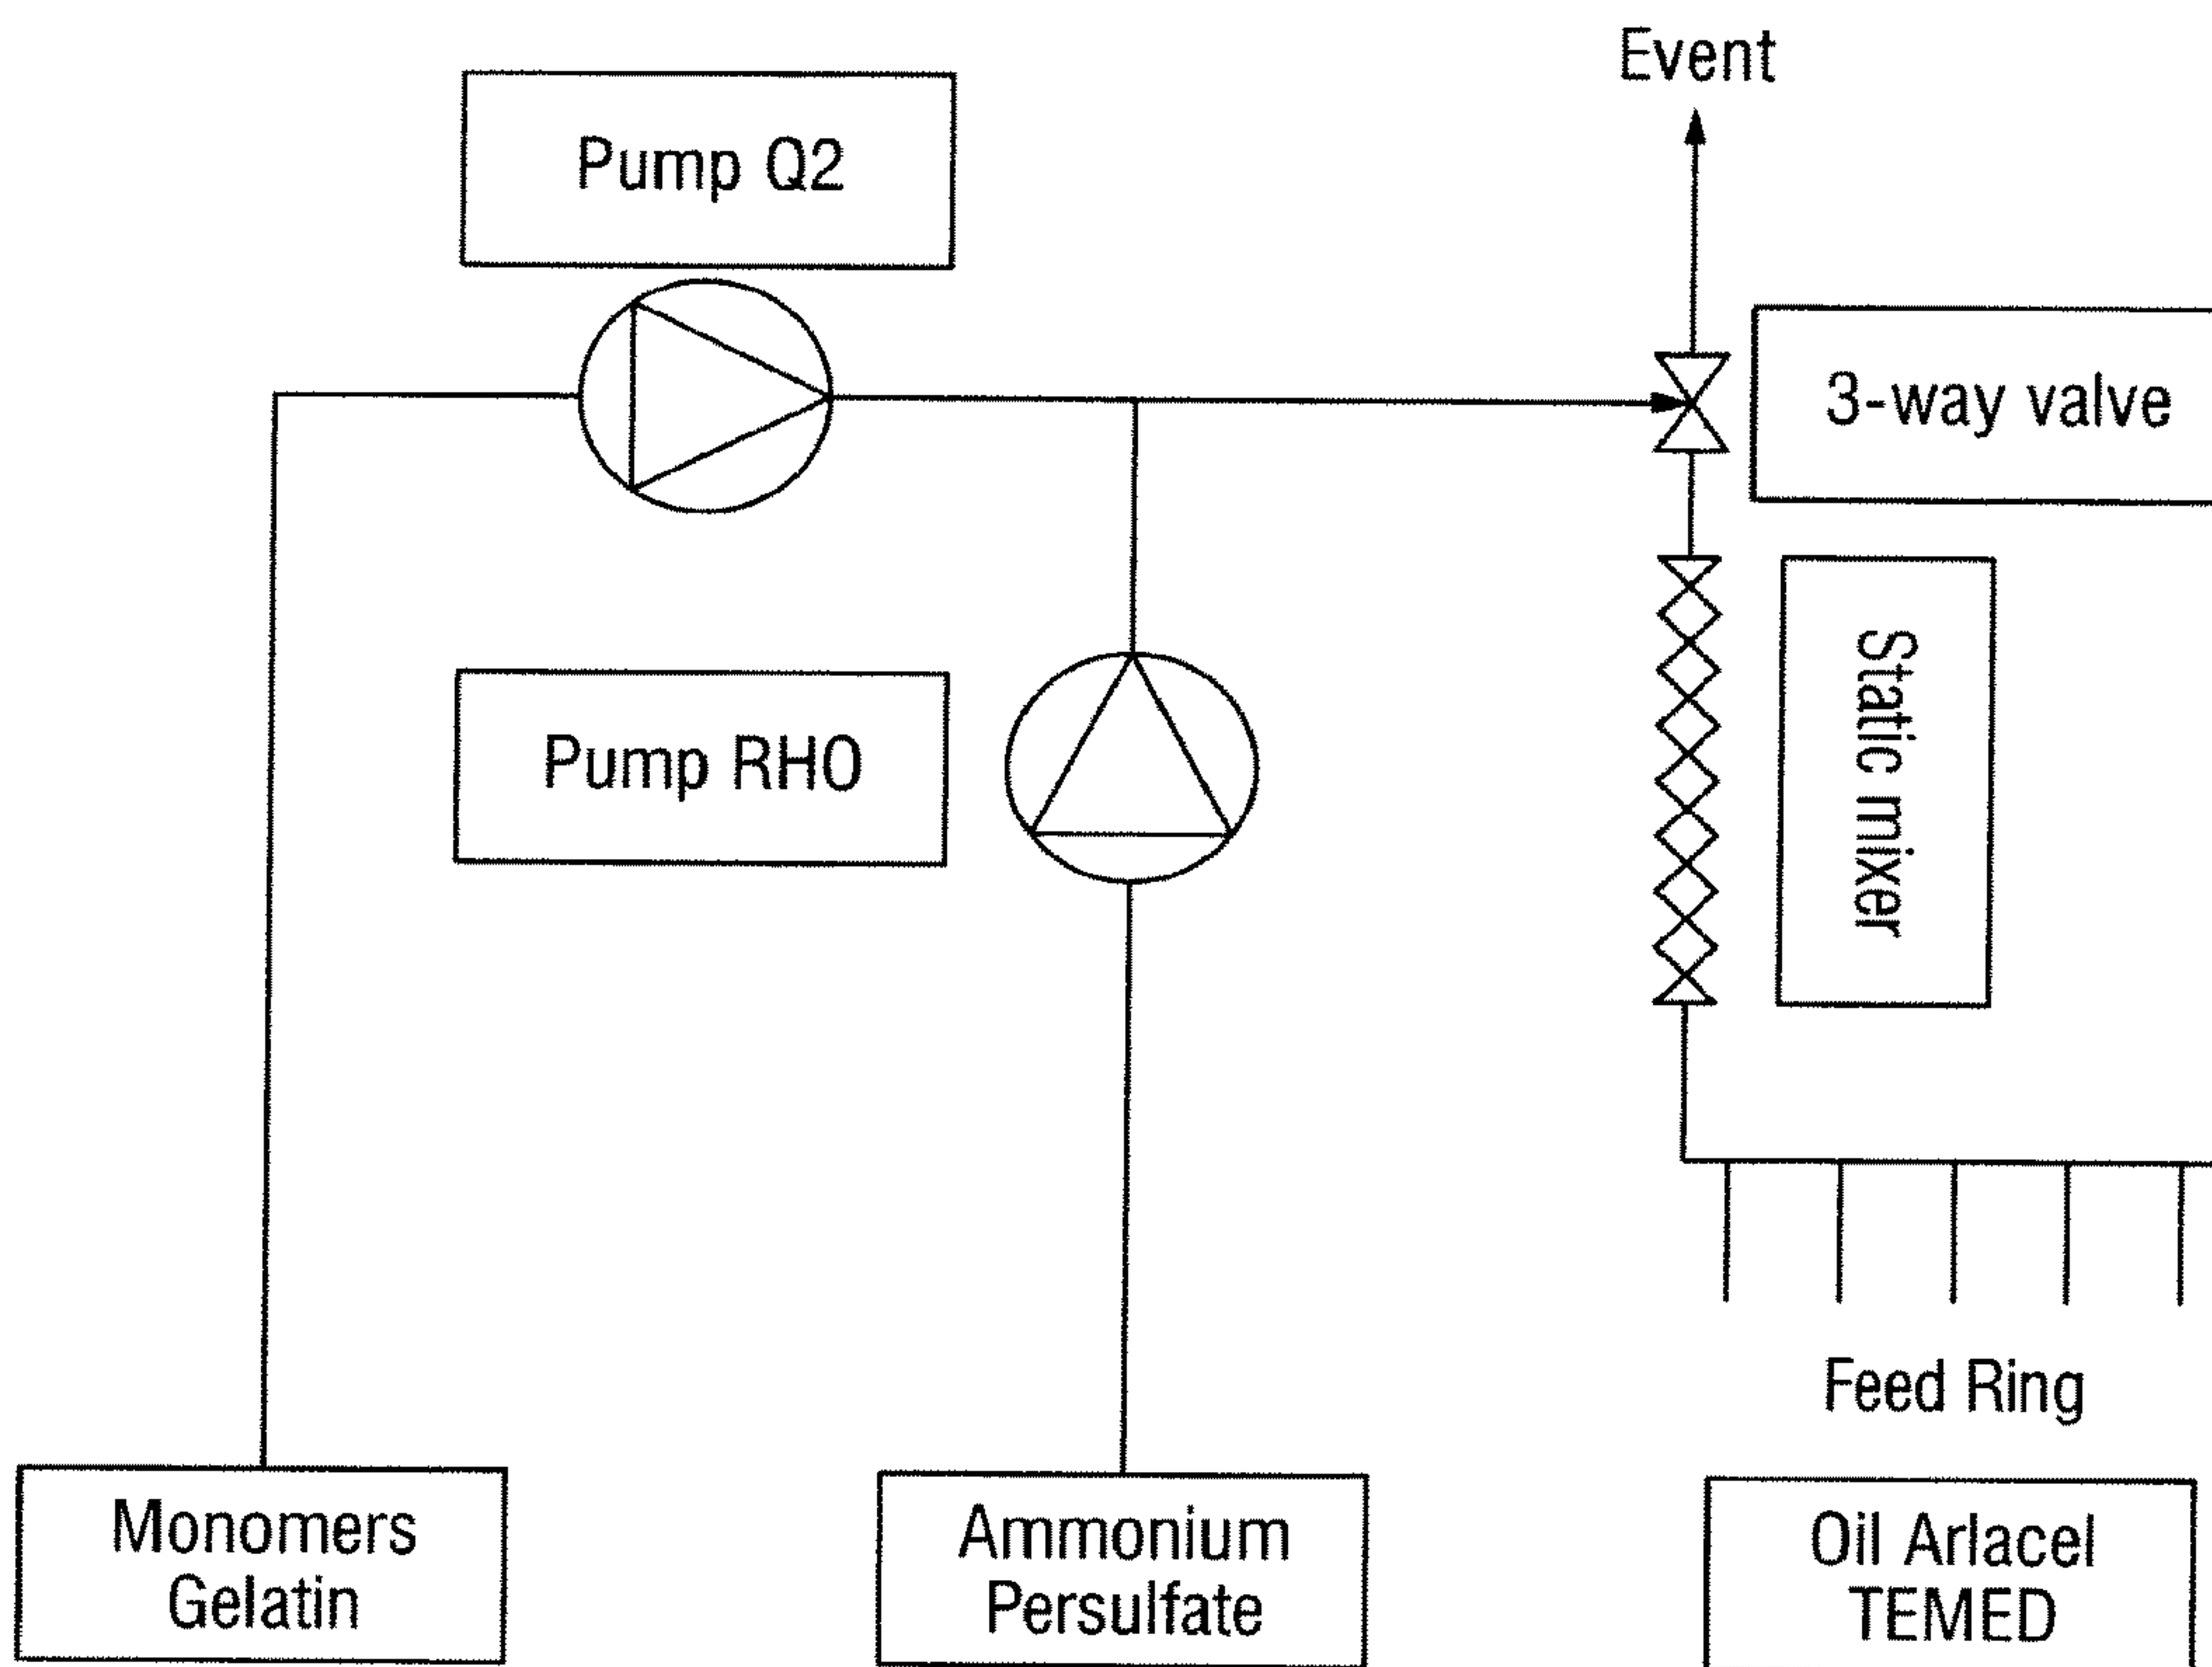 Event
Pump Q2
3-way valve
Pump RHO
Static mixer
Feed Ring
Monomers
Gelatin
Ammonium
Persulfate
Oil Arlacel
TEMED